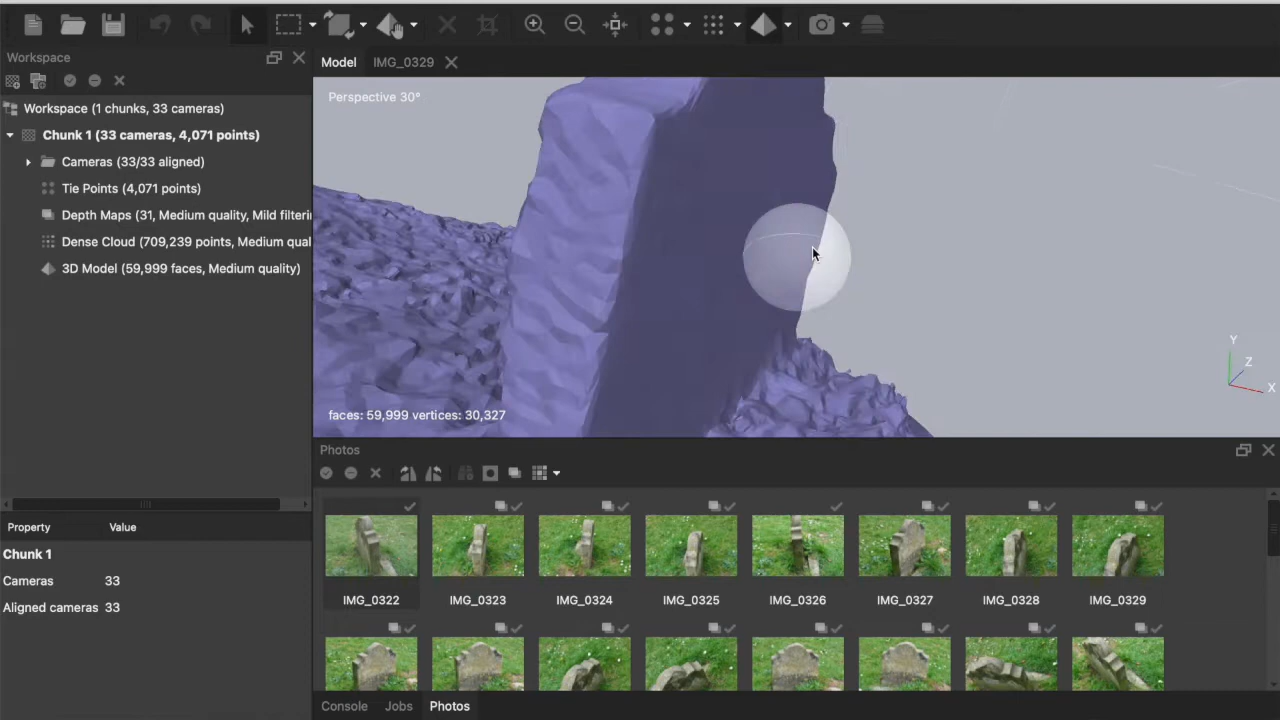 Workspace
Model
IMG_0329
Workspace (1 chunks, 33 cameras)
Chunk 1 (33 cameras, 4,071 points)
Cameras (33/33 aligned)
Tie Points (4,071 points)
Depth Maps (31, Medium quality, Mild filteri
Dense Cloud (709,239 points, Medium qual
3D Model (59,999 faces, Medium quality)
Perspective 30°
Y
Z
X
faces: 59,999 vertices: 30,327
Property Value
Chunk 1
Cameras 33
Aligned cameras 33
Photos
IMG_0322 IMG_0323 IMG_0324 IMG_0325 IMG_0326 IMG_0327 IMG_0328 IMG_0329
Console Jobs Photos